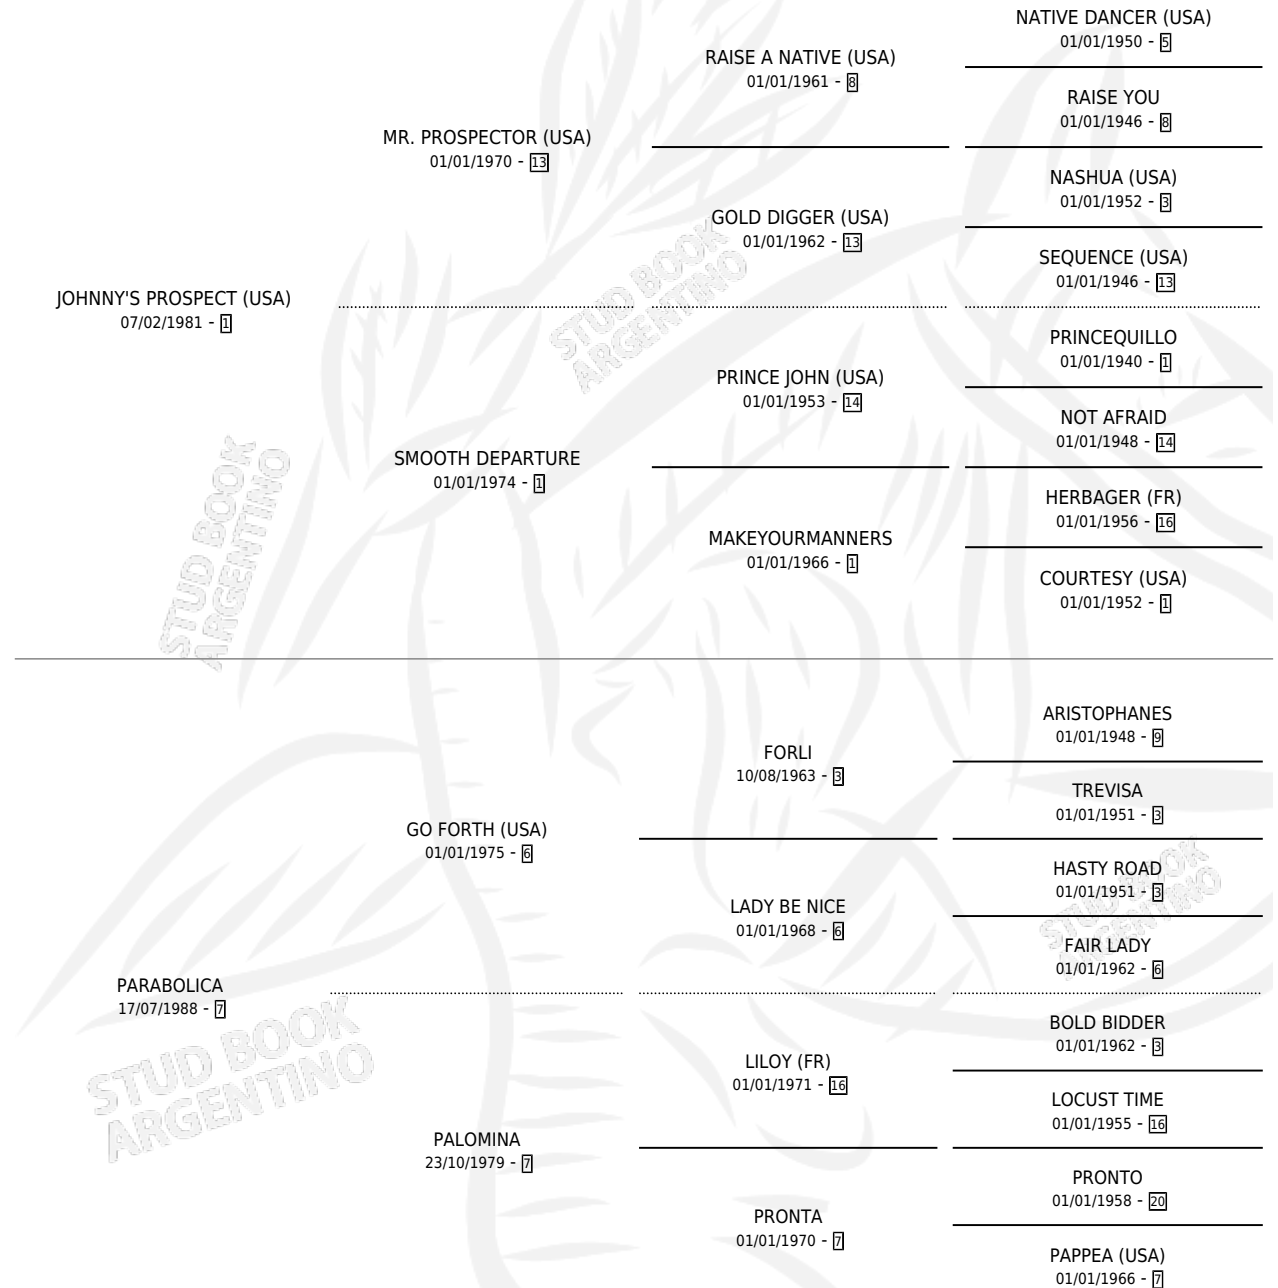 NATIVE DANCER (USA)
01/01/1950 - 5
RAISE A NATIVE (USA)
01/01/1961 - 8
RAISE YOU
01/01/1946 - 8
MR. PROSPECTOR (USA)
01/01/1970 - 13
NASHUA (USA)
01/01/1952 - 3
GOLD DIGGER (USA)
01/01/1962 - 13
SEQUENCE (USA)
01/01/1946 - 13
JOHNNY'S PROSPECT (USA)
07/02/1981 - 1
PRINCEQUILLO
01/01/1940 - 1
PRINCE JOHN (USA)
01/01/1953 - 14
NOT AFRAID
01/01/1948 - 14
SMOOTH DEPARTURE
01/01/1974 - 1
HERBAGER (FR)
01/01/1956 - 16
MAKEYOURMANNERS
01/01/1966 - 1
COURTESY (USA)
01/01/1952 - 1
ARISTOPHANES
01/01/1948 - 9
FORLI
10/08/1963 - 3
TREVISA
01/01/1951 - 3
GO FORTH (USA)
01/01/1975 - 6
HASTY ROAD
01/01/1951 - 3
LADY BE NICE
01/01/1968 - 6
FAIR LADY
01/01/1962 - 6
PARABOLICA
17/07/1988 - 7
BOLD BIDDER
01/01/1962 - 3
LILOY (FR)
01/01/1971 - 16
LOCUST TIME
01/01/1955 - 16
PALOMINA
23/10/1979 - 7
PRONTO
01/01/1958 - 20
PRONTA
01/01/1970 - 7
PAPPEA (USA)
01/01/1966 - 7
STUD BOOK
ARGENTINO
STUD BOOK
ARGENTINO
STUD BOOK
ARGENTINO
STUD BOOK
ARGENTINO